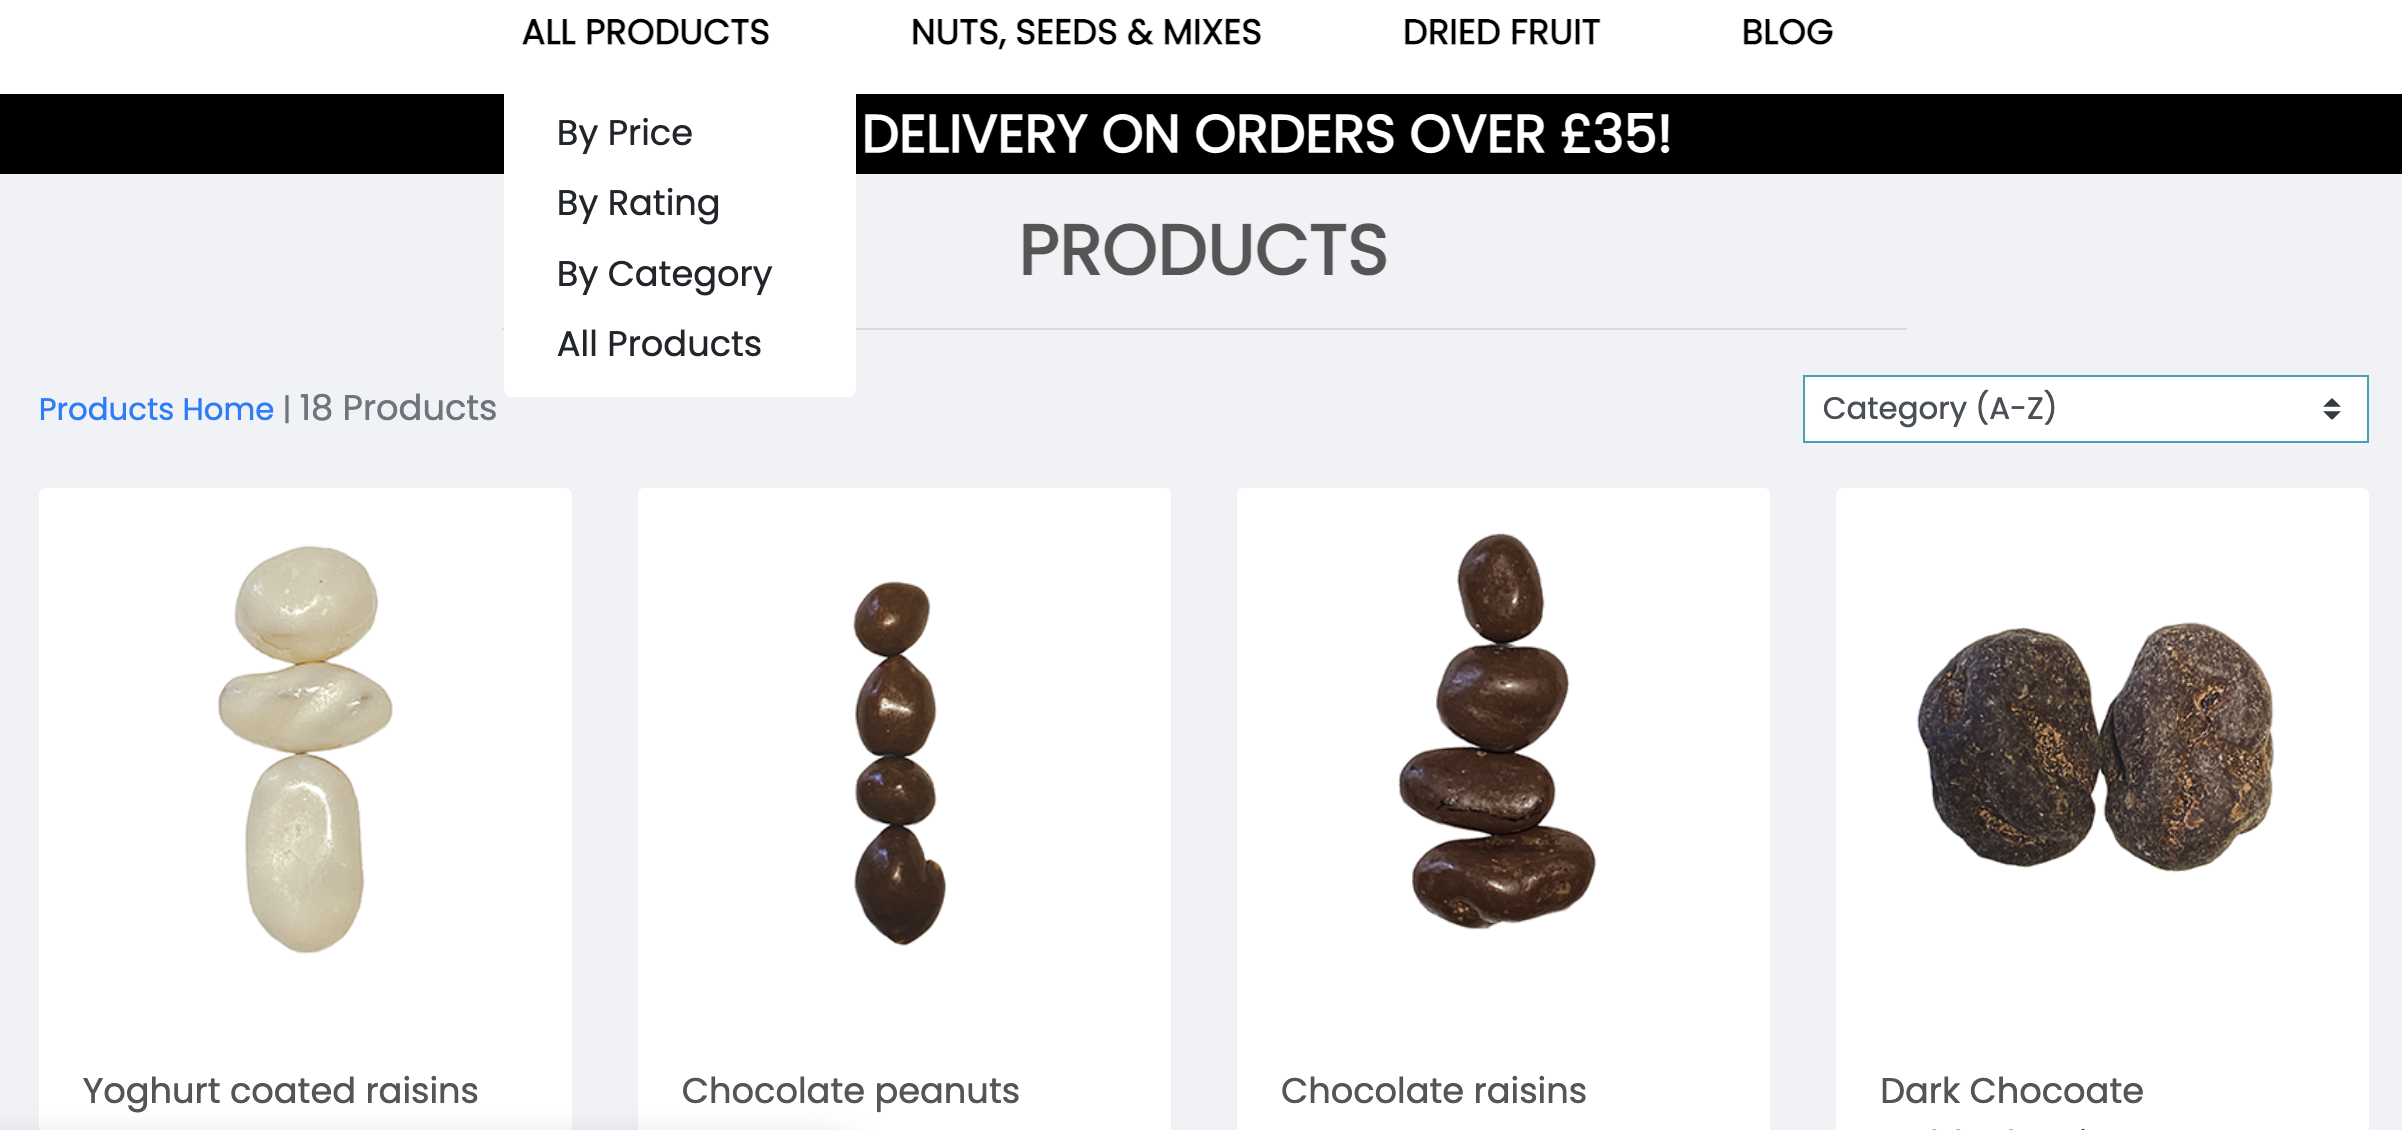 ALL PRODUCTS
NUTS, SEEDS & MIXES
DRIED FRUIT
BLOG
By Price
By Rating
By Category
All Products
DELIVERY ON ORDERS OVER £35!
PRODUCTS
Products Home | 18 Products
Category (A-Z)
Yoghurt coated raisins
Chocolate peanuts
Chocolate raisins
Dark Chocoate